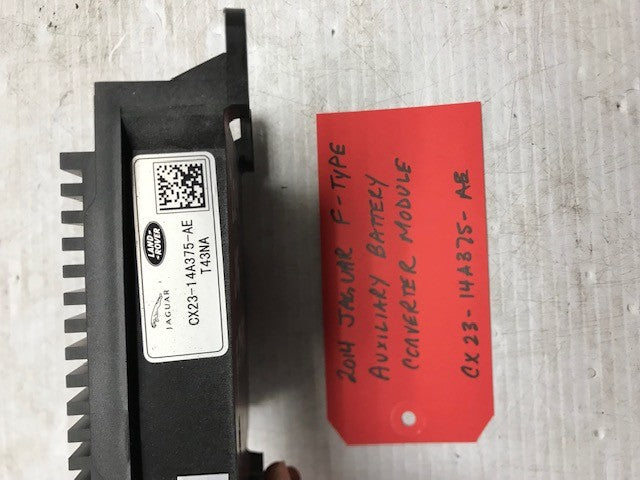 LAND-
ROVER
JAGUAR
CX23-14A375-AE
T43NA
2014 JAGUAR F-TYPE
AUXILIARY BATTERY
CONVERTER MODULE
CX23-14A375-AE